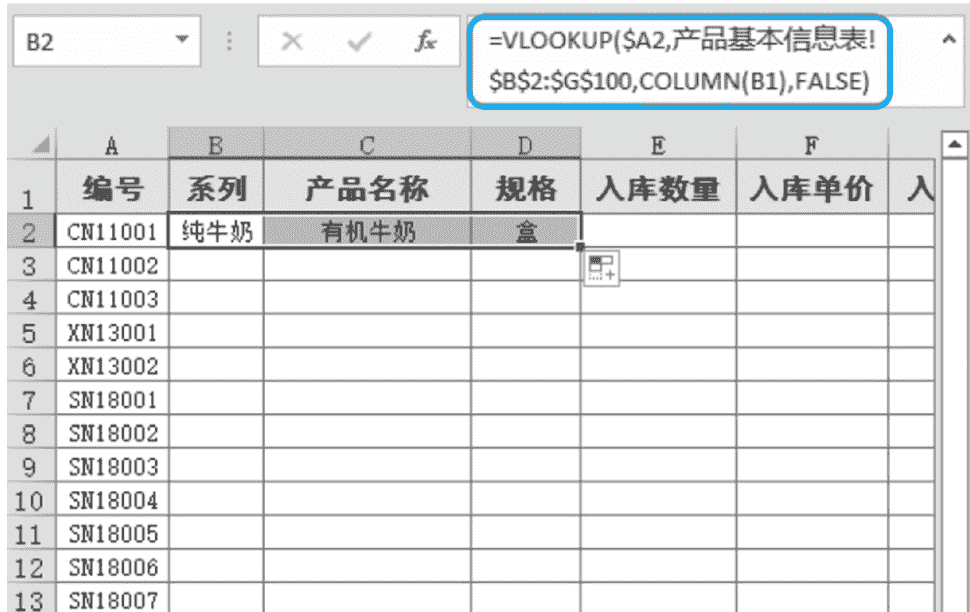 B2 fx =VLOOKUP($A2,产品基本信息表!
$B$2:$G$100,COLUMN(B1),FALSE)
A B C D E F
1 编号 系列 产品名称 规格 入库数量 入库单价 入
2 CN11001 纯牛奶 有机牛奶 盒
3 CN11002
4 CN11003
5 XN13001
6 XN13002
7 SN18001
8 SN18002
9 SN18003
10 SN18004
11 SN18005
12 SN18006
13 SN18007